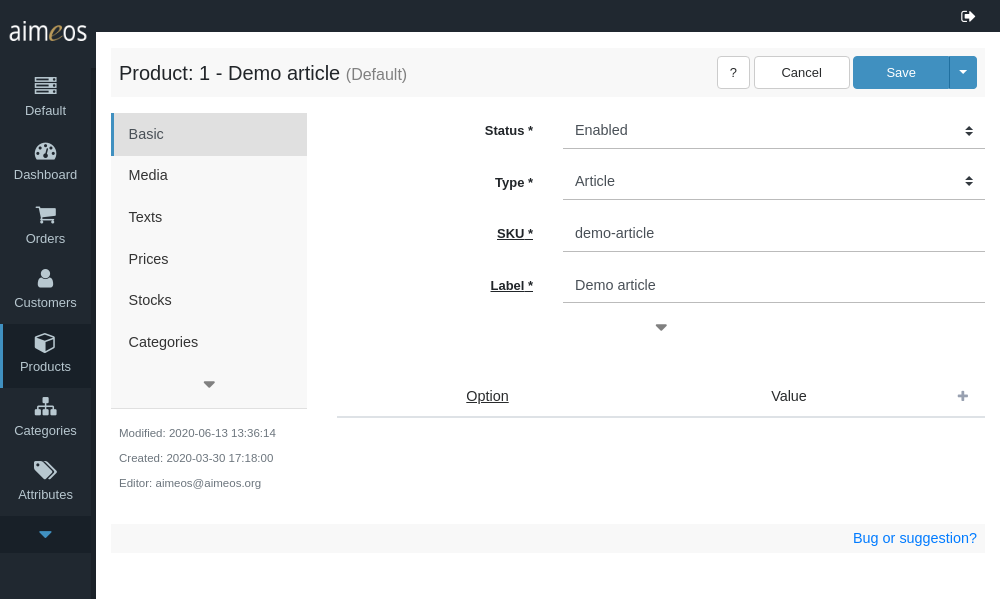 aimeos
Default
Dashboard
Orders
Customers
Products
Categories
Attributes
Product: 1 - Demo article (Default)
?
Cancel
Save
Basic
Media
Texts
Prices
Stocks
Categories
Modified: 2020-06-13 13:36:14
Created: 2020-03-30 17:18:00
Editor: aimeos@aimeos.org
Status * Enabled
Type * Article
SKU * demo-article
Label * Demo article
Option Value
Bug or suggestion?